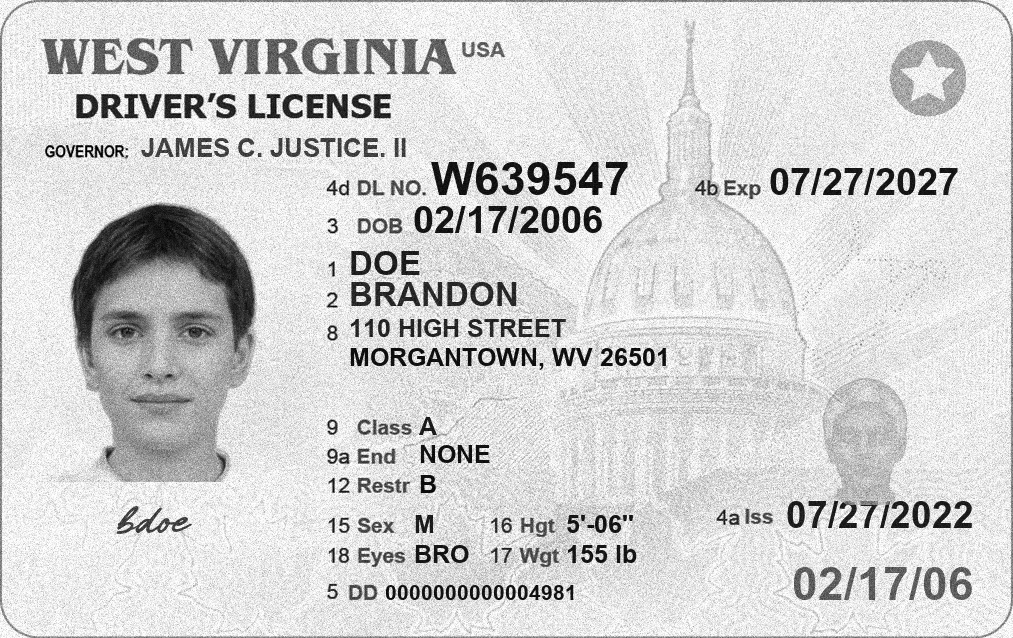 WEST VIRGINIA USA
DRIVER'S LICENSE
GOVERNOR: JAMES C. JUSTICE. II
4d DL NO. W639547 4b Exp 07/27/2027
3 DOB 02/17/2006
1 DOE
2 BRANDON
8 110 HIGH STREET
MORGANTOWN, WV 26501
9 Class A
9a End NONE
12 Restr B
bdoe
15 Sex M 16 Hgt 5'-06" 4a Iss 07/27/2022
18 Eyes BRO 17 Wgt 155 lb
5 DD 0000000000004981
02/17/06